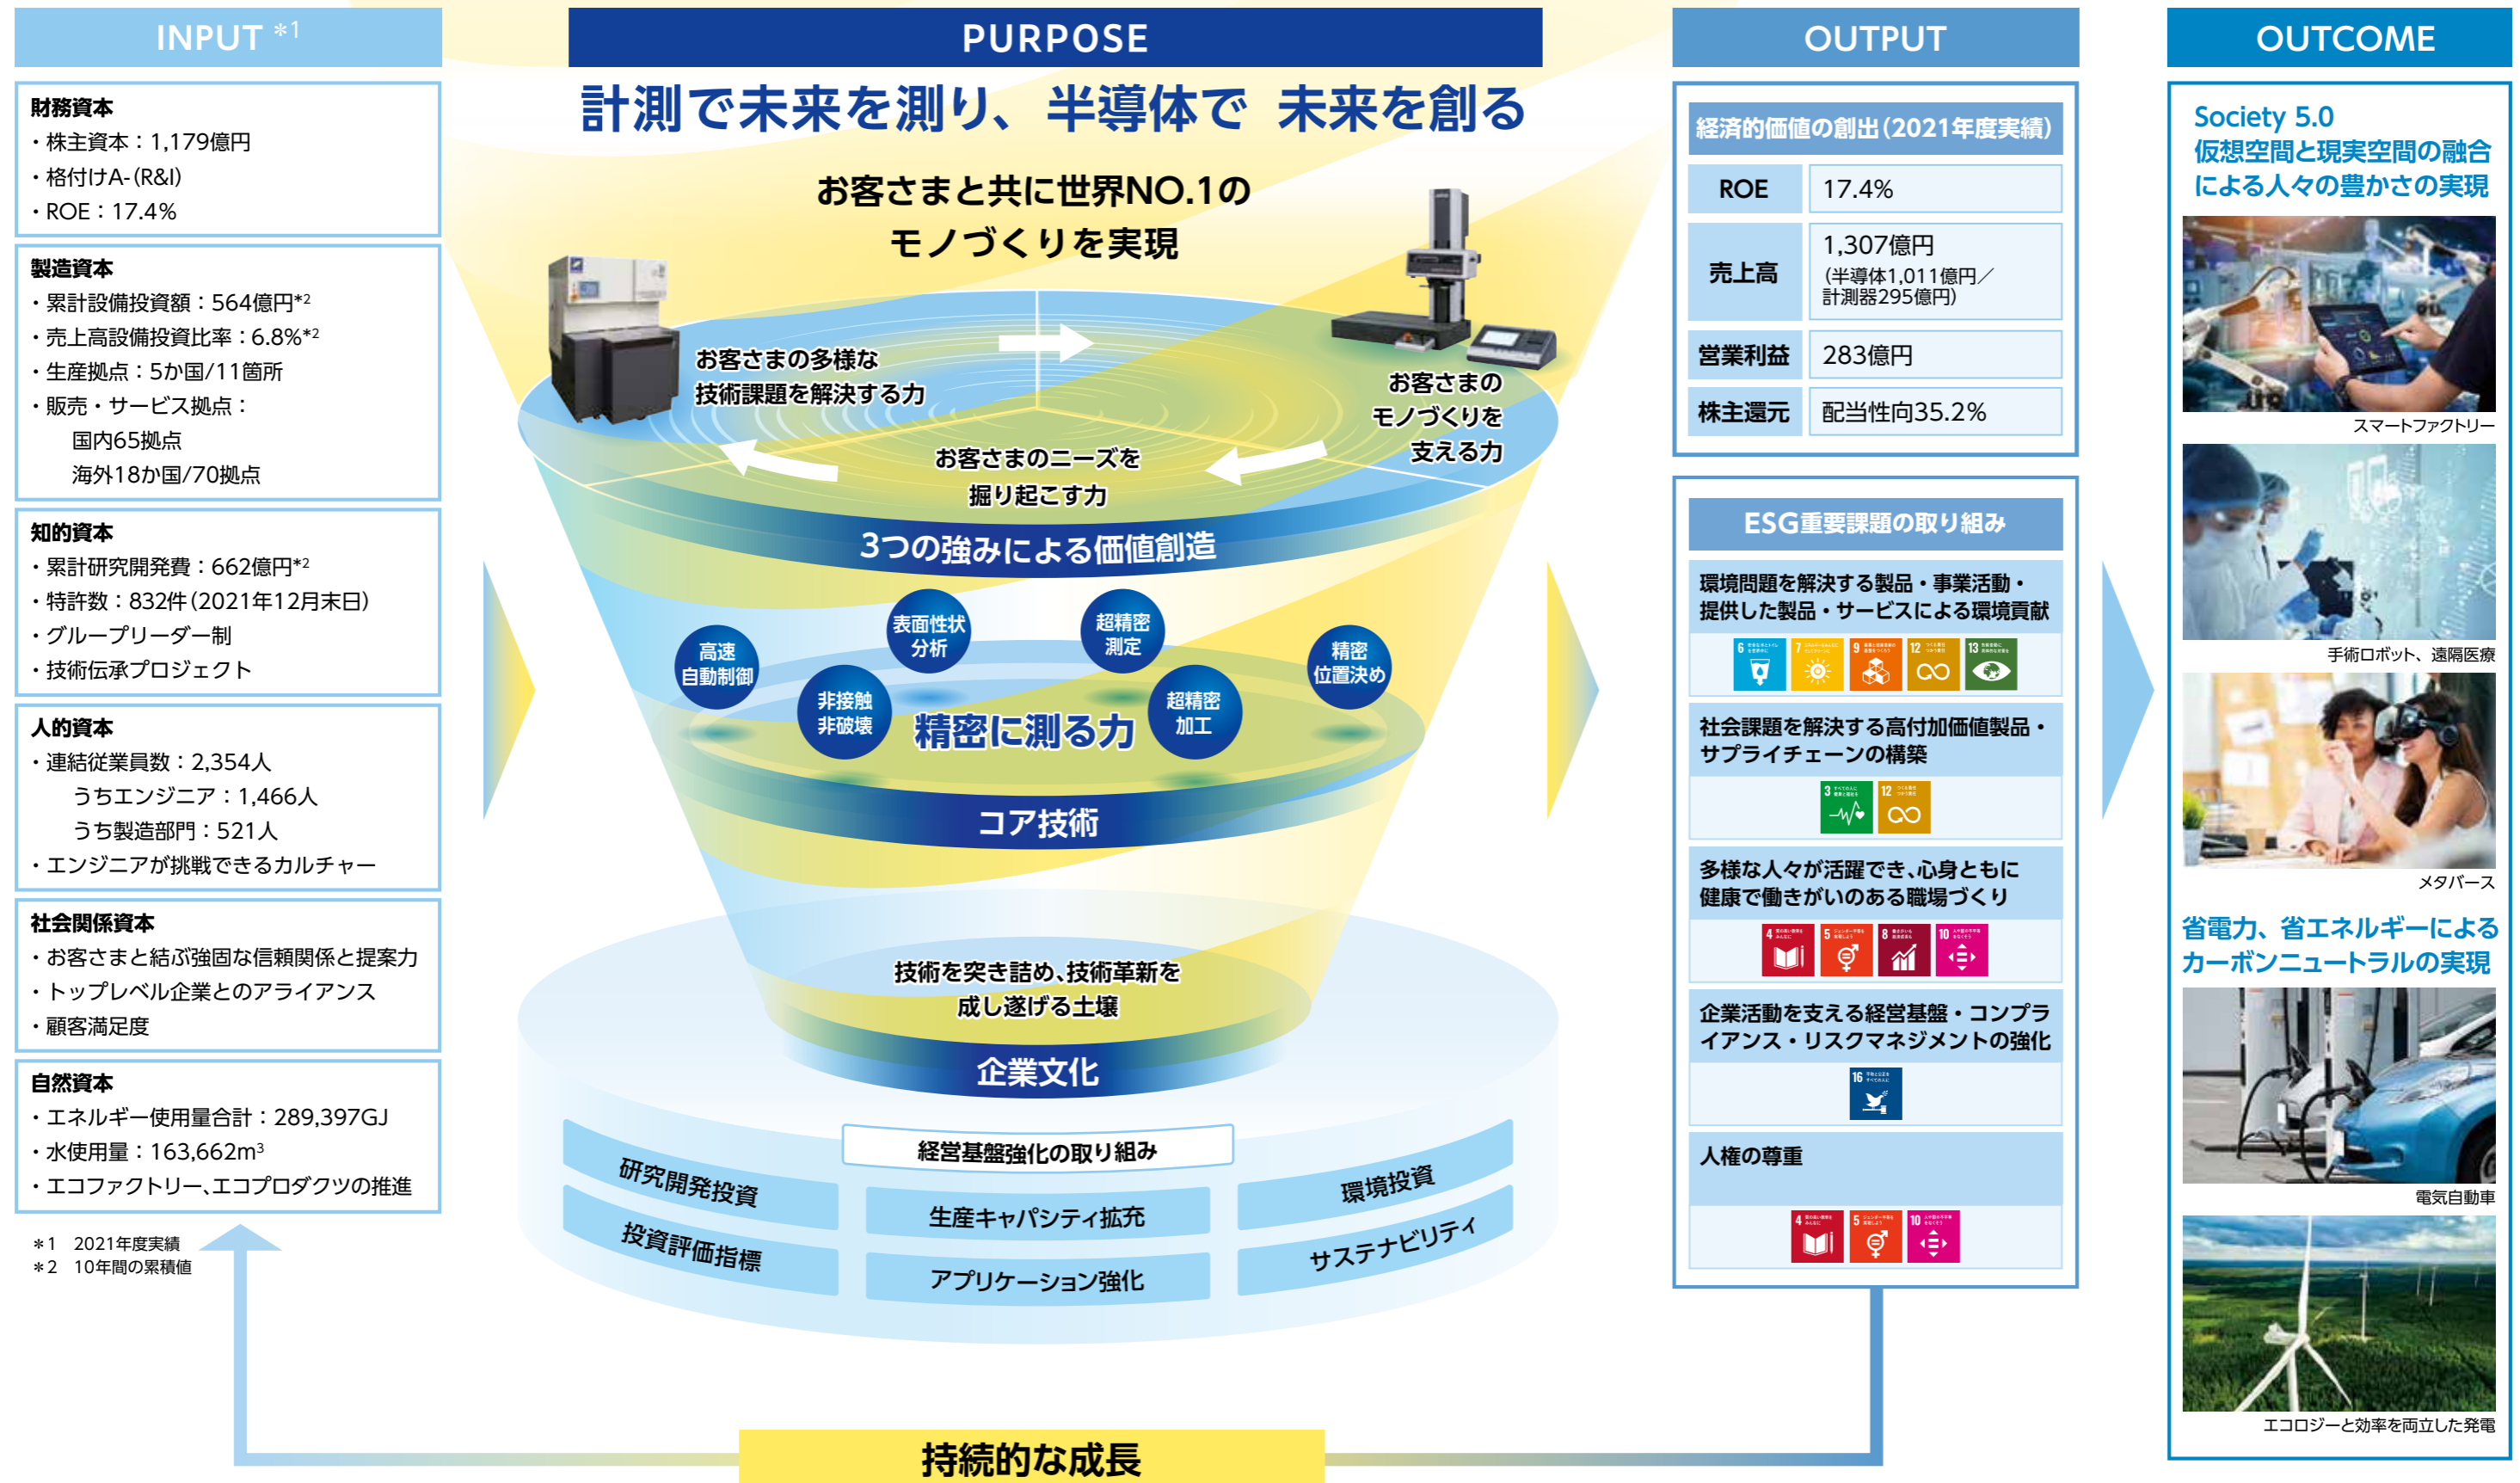 INPUT *1
財務資本
・株主資本：1,179億円
・格付けA-(R&I)
・ROE：17.4%
製造資本
・累計設備投資額：564億円*2
・売上高設備投資比率：6.8%*2
・生産拠点：5か国/11箇所
・販売・サービス拠点：
国内65拠点
海外18か国/70拠点
知的資本
・累計研究開発費：662億円*2
・特許数：832件(2021年12月末日)
・グループリーダー制
・技術伝承プロジェクト
人的資本
・連結従業員数：2,354人
うちエンジニア：1,466人
うち製造部門：521人
・エンジニアが挑戦できるカルチャー
社会関係資本
・お客さまと結ぶ強固な信頼関係と提案力
・トップレベル企業とのアライアンス
・顧客満足度
自然資本
・エネルギー使用量合計：289,397GJ
・水使用量：163,662m³
・エコファクトリー、エコプロダクツの推進
*1 2021年度実績
*2 10年間の累積値
PURPOSE
計測で未来を測り、半導体で 未来を創る
お客さまと共に世界NO.1の
モノづくりを実現
お客さまの多様な
技術課題を解決する力
お客さまの
モノづくりを
支える力
お客さまのニーズを
掘り起こす力
3つの強みによる価値創造
高速
自動制御
表面性状
分析
超精密
測定
精密
位置決め
非接触
非破壊
超精密
加工
精密に測る力
コア技術
技術を突き詰め、技術革新を
成し遂げる土壌
企業文化
経営基盤強化の取り組み
研究開発投資
生産キャパシティ拡充
環境投資
投資評価指標
アプリケーション強化
サステナビリティ
持続的な成長
OUTPUT
経済的価値の創出(2021年度実績)
ROE 17.4%
売上高 1,307億円
(半導体1,011億円／
計測器295億円)
営業利益 283億円
株主還元 配当性向35.2%
ESG重要課題の取り組み
環境問題を解決する製品・事業活動・
提供した製品・サービスによる環境貢献
6 7 9 12 13
社会課題を解決する高付加価値製品・
サプライチェーンの構築
3 12
多様な人々が活躍でき、心身ともに
健康で働きがいのある職場づくり
4 5 8 10
企業活動を支える経営基盤・コンプラ
イアンス・リスクマネジメントの強化
16
人権の尊重
4 5 10
OUTCOME
Society 5.0
仮想空間と現実空間の融合
による人々の豊かさの実現
スマートファクトリー
手術ロボット、遠隔医療
メタバース
省電力、省エネルギーによる
カーボンニュートラルの実現
電気自動車
エコロジーと効率を両立した発電